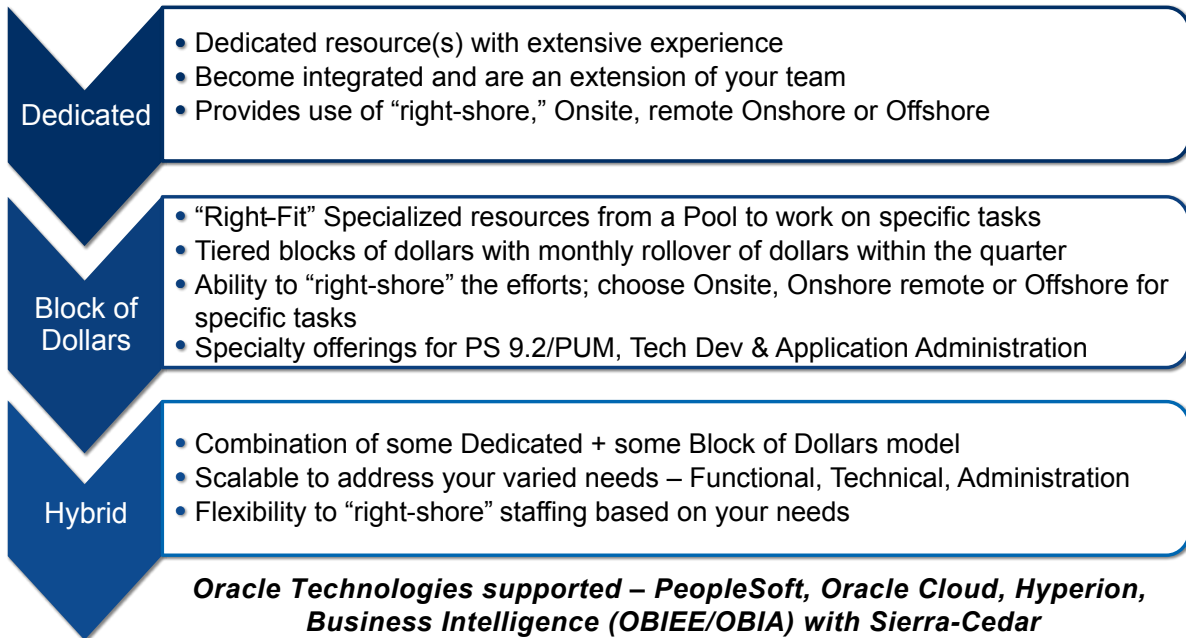 Dedicated
• Dedicated resource(s) with extensive experience
• Become integrated and are an extension of your team
• Provides use of “right-shore,” Onsite, remote Onshore or Offshore
Block of
Dollars
• “Right-Fit” Specialized resources from a Pool to work on specific tasks
• Tiered blocks of dollars with monthly rollover of dollars within the quarter
• Ability to “right-shore” the efforts; choose Onsite, Onshore remote or Offshore for
specific tasks
• Specialty offerings for PS 9.2/PUM, Tech Dev & Application Administration
Hybrid
• Combination of some Dedicated + some Block of Dollars model
• Scalable to address your varied needs – Functional, Technical, Administration
• Flexibility to “right-shore” staffing based on your needs
Oracle Technologies supported – PeopleSoft, Oracle Cloud, Hyperion,
Business Intelligence (OBIEE/OBIA) with Sierra-Cedar